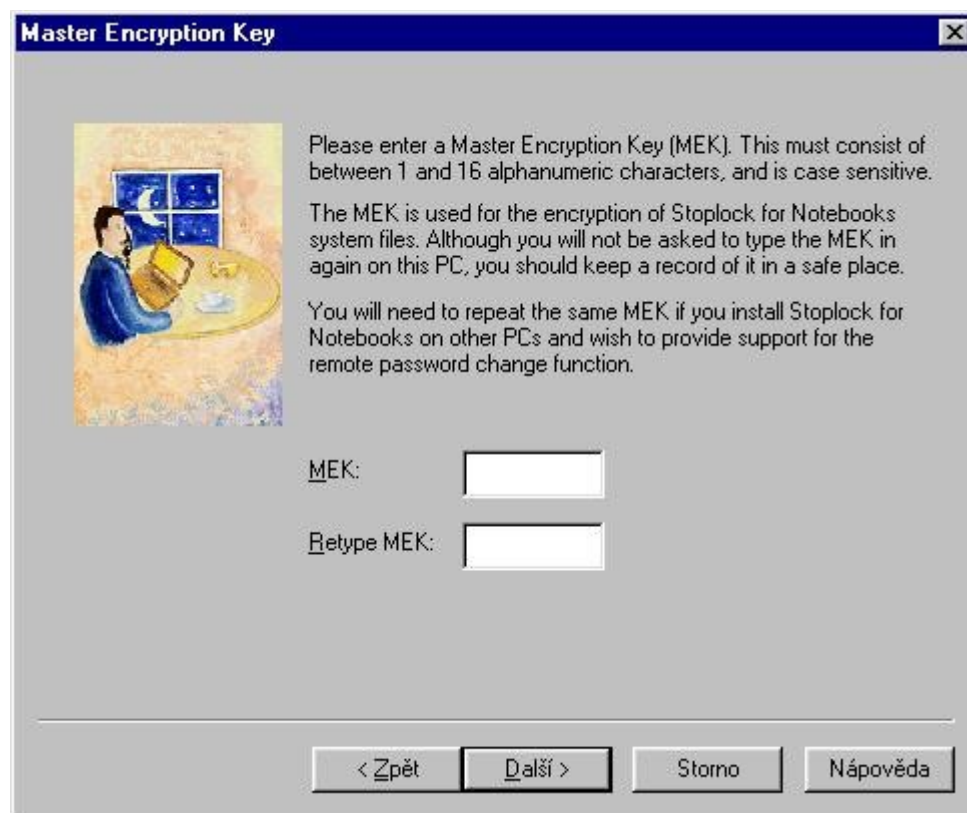 Master Encryption Key
Please enter a Master Encryption Key (MEK). This must consist of
between 1 and 16 alphanumeric characters, and is case sensitive.
The MEK is used for the encryption of Stoplock for Notebooks
system files. Although you will not be asked to type the MEK in
again on this PC, you should keep a record of it in a safe place.
You will need to repeat the same MEK if you install Stoplock for
Notebooks on other PCs and wish to provide support for the
remote password change function.
MEK:
Retype MEK:
< Zpět Další > Storno Nápověda